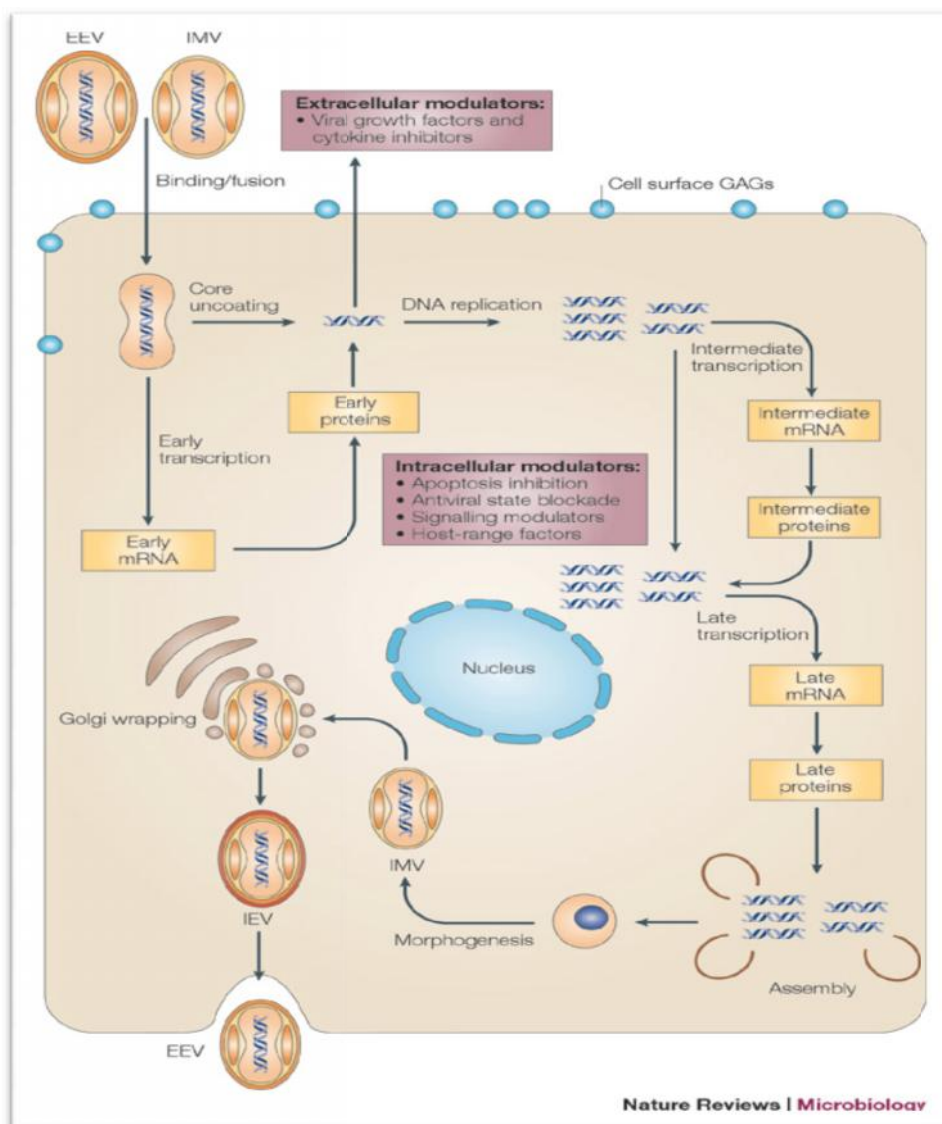 EEV
IMV
Extracellular modulators:
• Viral growth factors and
cytokine inhibitors
Binding/fusion
Cell surface GAGs
Core
uncoating
DNA replication
Intermediate
transcription
Early
proteins
Intermediate
mRNA
Early
transcription
Intracellular modulators:
• Apoptosis inhibition
• Antiviral state blockade
• Signalling modulators
• Host-range factors
Intermediate
proteins
Early
mRNA
Late
transcription
Nucleus
Late
mRNA
Golgi wrapping
Late
proteins
IMV
IEV
Morphogenesis
Assembly
EEV
Nature Reviews | Microbiology